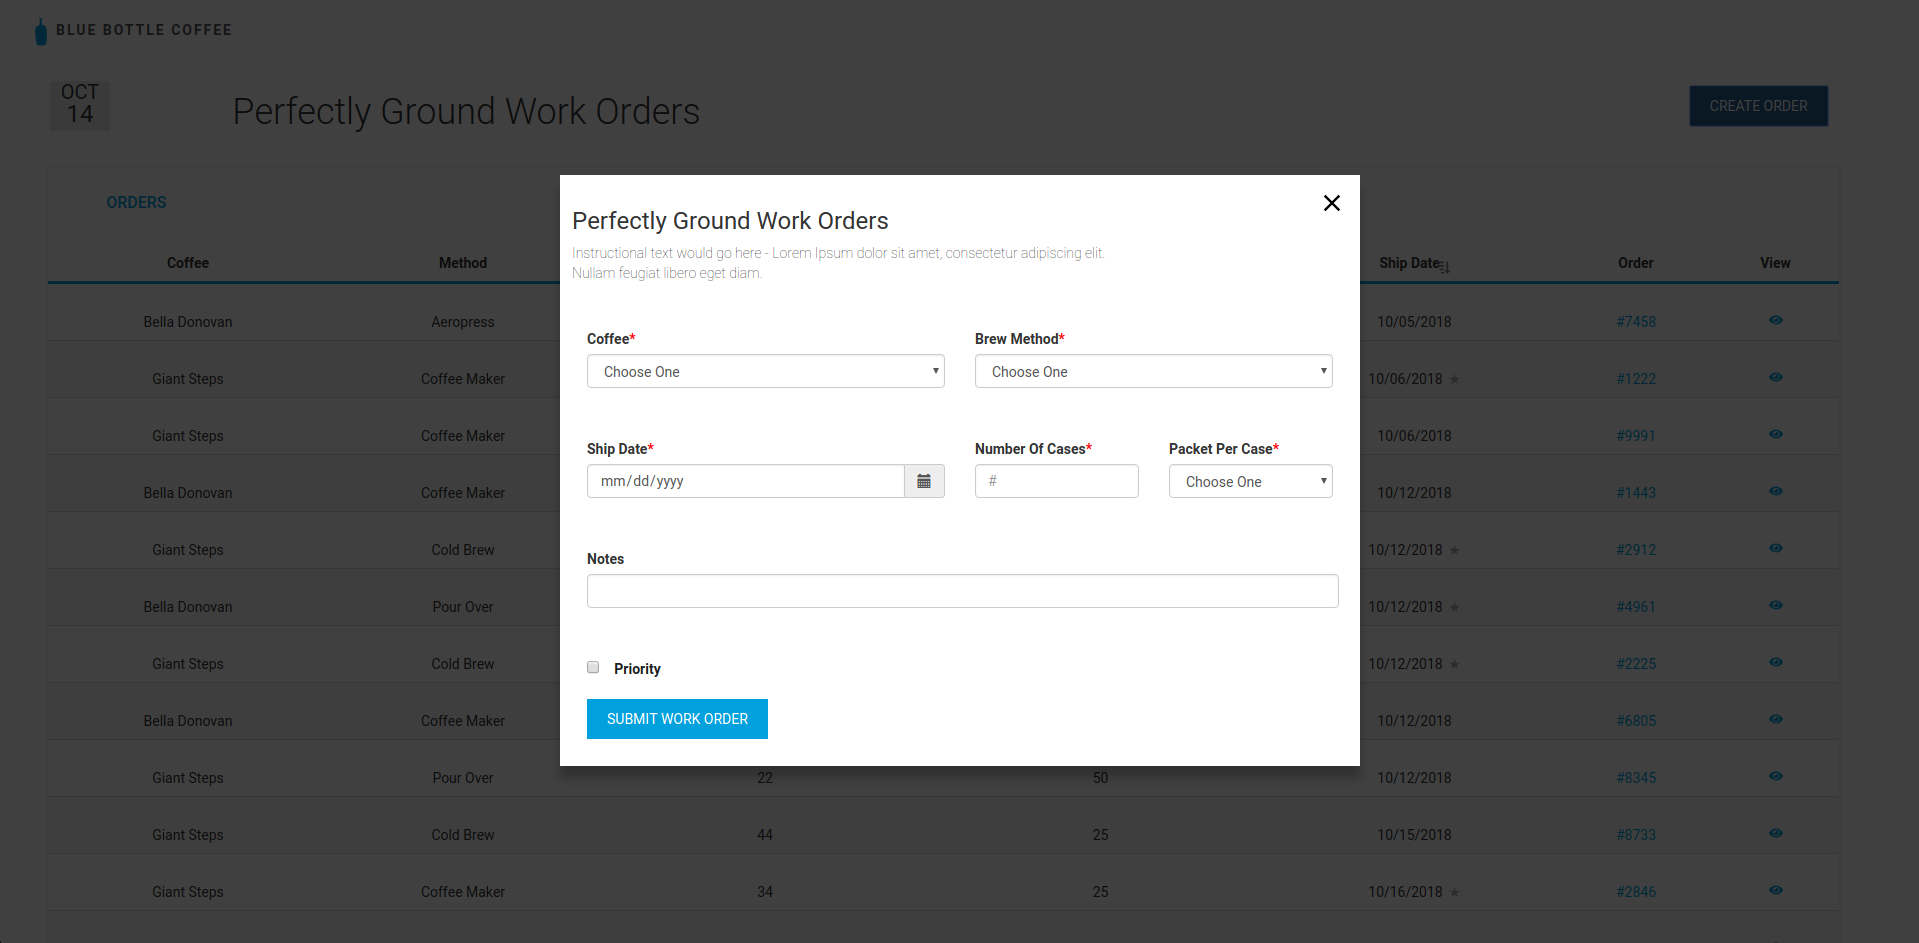 BLUE BOTTLE COFFEE
OCT
14
Perfectly Ground Work Orders
CREATE ORDER
ORDERS
Coffee Method Ship Date Order View
Bella Donovan Aeropress 10/05/2018 #7458
Giant Steps Coffee Maker 10/06/2018 ★ #1222
Giant Steps Coffee Maker 10/06/2018 #9991
Bella Donovan Coffee Maker 10/12/2018 #1443
Giant Steps Cold Brew 10/12/2018 ★ #2912
Bella Donovan Pour Over 10/12/2018 ★ #4961
Giant Steps Cold Brew 10/12/2018 ★ #2225
Bella Donovan Coffee Maker 10/12/2018 #6805
Giant Steps Pour Over 22 50 10/12/2018 #8345
Giant Steps Cold Brew 44 25 10/15/2018 #8733
Giant Steps Coffee Maker 34 25 10/16/2018 ★ #2846
Perfectly Ground Work Orders
Instructional text would go here - Lorem Ipsum dolor sit amet, consectetur adipiscing elit.
Nullam feugiat libero eget diam.
Coffee* Brew Method*
Choose One Choose One
Ship Date* Number Of Cases* Packet Per Case*
mm/dd/yyyy # Choose One
Notes
Priority
SUBMIT WORK ORDER